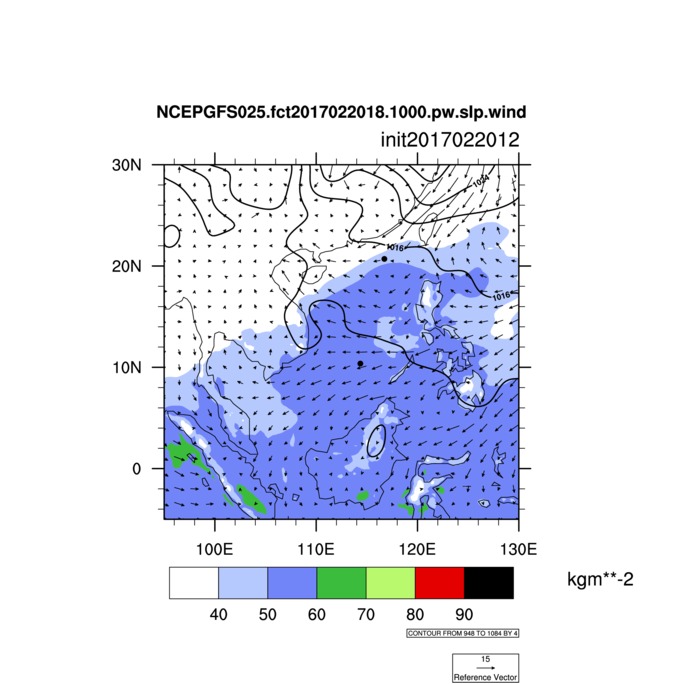 NCEPGFS025.fct2017022018.1000.pw.slp.wind
init2017022012
30N
1024
1016
20N
1016
10N
0
100E 110E 120E 130E
kgm**-2
40 50 60 70 80 90
CONTOUR FROM 948 TO 1084 BY 4
15
Reference Vector